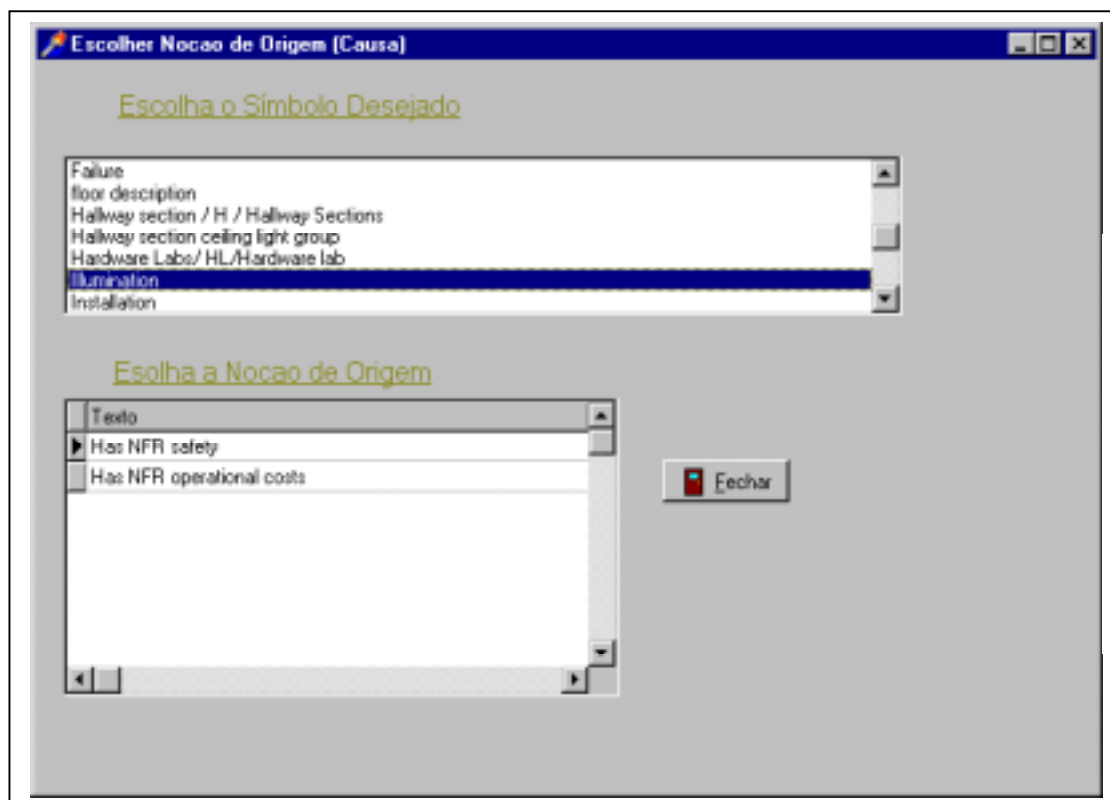 Escolher Nocao de Origem (Causa)
Escolha o Símbolo Desejado
Failure
floor description
Hallway section / H / Hallway Sections
Hallway section ceiling light group
Hardware Labs/ HL/Hardware lab
Illumination
Installation
Esolha a Nocao de Origem
Texto
Has NFR safety
Has NFR operational costs
Fechar